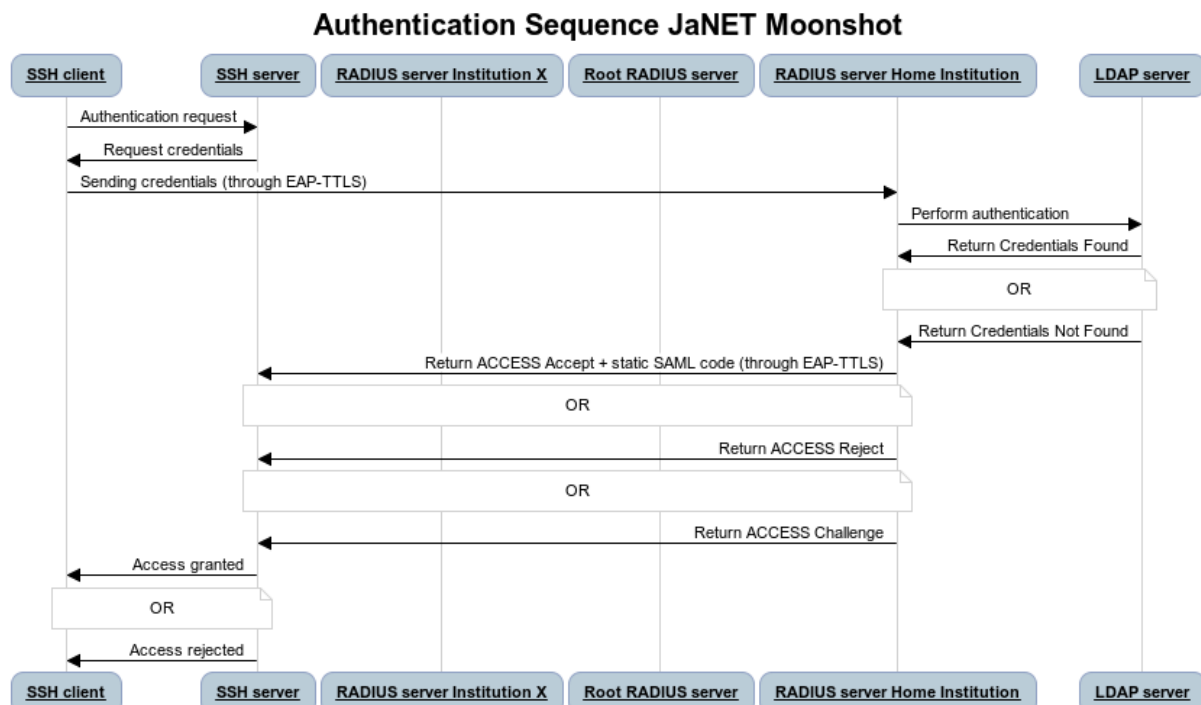 Authentication Sequence JaNET Moonshot
SSH client SSH server RADIUS server Institution X Root RADIUS server RADIUS server Home Institution LDAP server
Authentication request
Request credentials
Sending credentials (through EAP-TTLS)
Perform authentication
Return Credentials Found
OR
Return Credentials Not Found
Return ACCESS Accept + static SAML code (through EAP-TTLS)
OR
Return ACCESS Reject
OR
Return ACCESS Challenge
Access granted
OR
Access rejected
SSH client SSH server RADIUS server Institution X Root RADIUS server RADIUS server Home Institution LDAP server